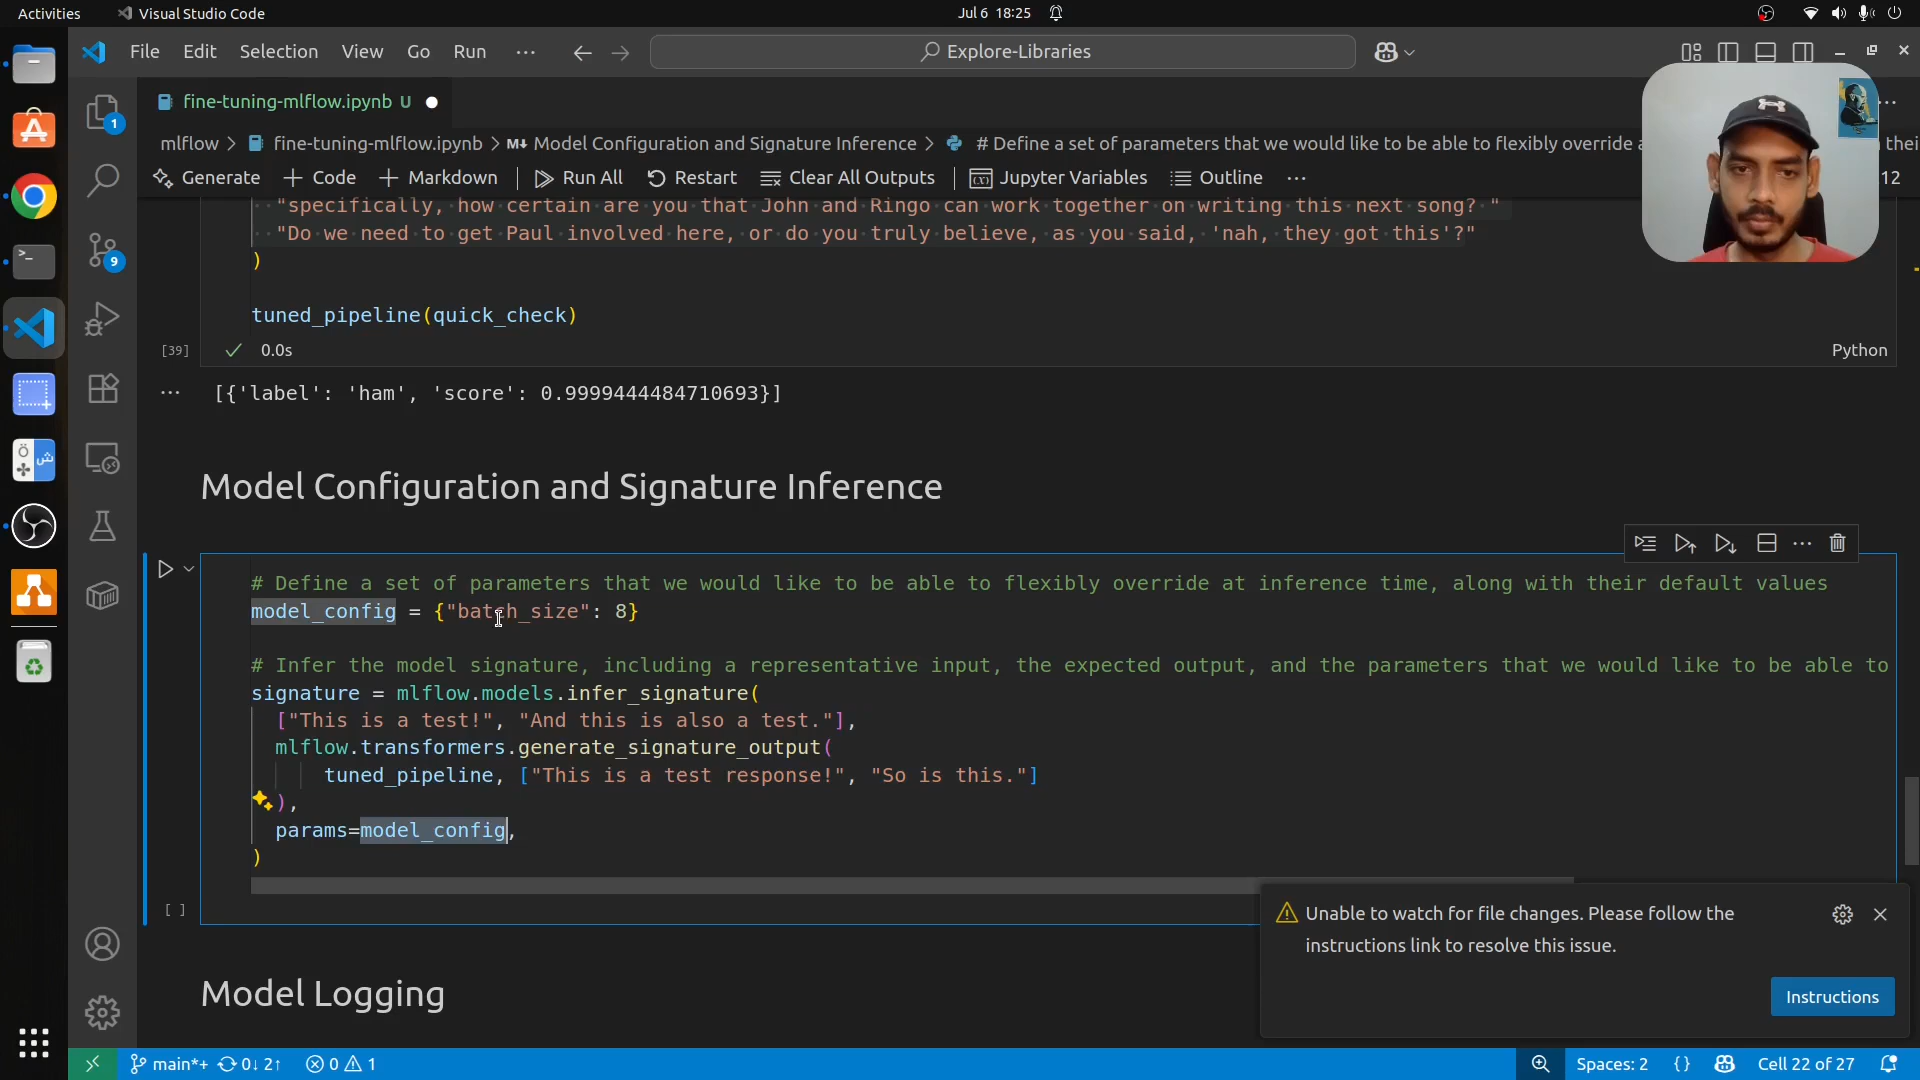 Activities
Visual Studio Code
Jul 6 18:25
File Edit Selection View Go Run
Explore-Libraries
fine-tuning-mlflow.ipynb U
mlflow > fine-tuning-mlflow.ipynb > Model Configuration and Signature Inference > # Define a set of parameters that we would like to be able to flexibly override
Generate + Code + Markdown Run All Restart Clear All Outputs Jupyter Variables Outline
12
"specifically, how certain are you that John and Ringo can work together on writing this next song? "
"Do we need to get Paul involved here, or do you truly believe, as you said, 'nah, they got this'?"
)
tuned_pipeline(quick_check)
[39] 0.0s Python
[{'label': 'ham', 'score': 0.9999444484710693}]
Model Configuration and Signature Inference
# Define a set of parameters that we would like to be able to flexibly override at inference time, along with their default values
model_config = {"batch_size": 8}
# Infer the model signature, including a representative input, the expected output, and the parameters that we would like to be able to
signature = mlflow.models.infer_signature(
["This is a test!", "And this is also a test."],
mlflow.transformers.generate_signature_output(
tuned_pipeline, ["This is a test response!", "So is this."]
),
params=model_config,
)
[ ]
Model Logging
Unable to watch for file changes. Please follow the
instructions link to resolve this issue.
Instructions
1
9
main*+ 0↓ 2↑ 0 1
Spaces: 2 {} Cell 22 of 27